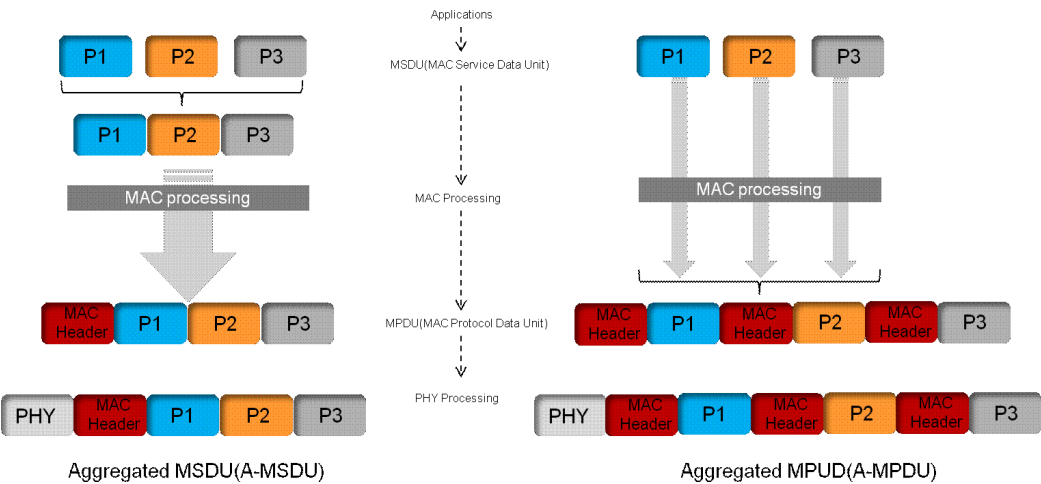 Applications
P1 P2 P3
MSDU(MAC Service Data Unit)
P1 P2 P3
P1 P2 P3
MAC processing
MAC Processing
MAC processing
MAC Header P1 P2 P3
MPDU(MAC Protocol Data Unit)
MAC Header P1 MAC Header P2 MAC Header P3
PHY Processing
PHY MAC Header P1 P2 P3
PHY MAC Header P1 MAC Header P2 MAC Header P3
Aggregated MSDU(A-MSDU)
Aggregated MPUD(A-MPDU)